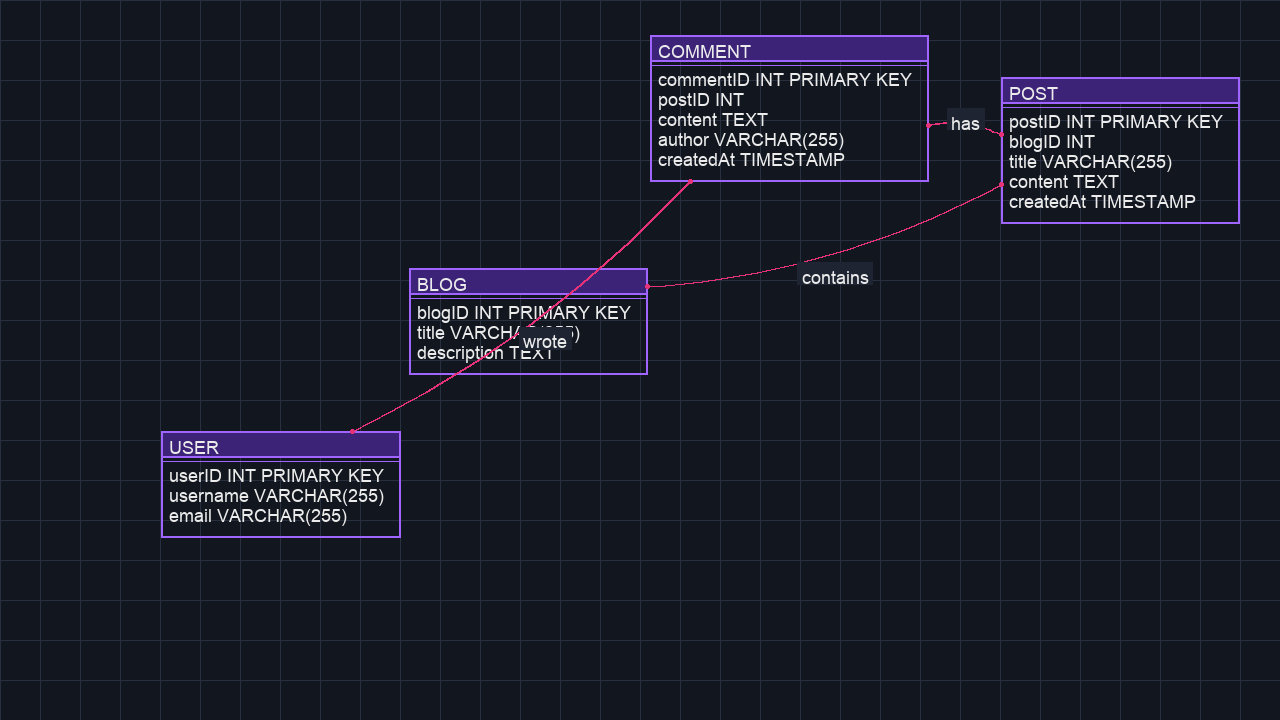 COMMENT
commentID INT PRIMARY KEY
postID INT
content TEXT
author VARCHAR(255)
createdAt TIMESTAMP
has
POST
postID INT PRIMARY KEY
blogID INT
title VARCHAR(255)
content TEXT
createdAt TIMESTAMP
contains
BLOG
blogID INT PRIMARY KEY
title VARCHAR(255)
description TEXT
wrote
USER
userID INT PRIMARY KEY
username VARCHAR(255)
email VARCHAR(255)